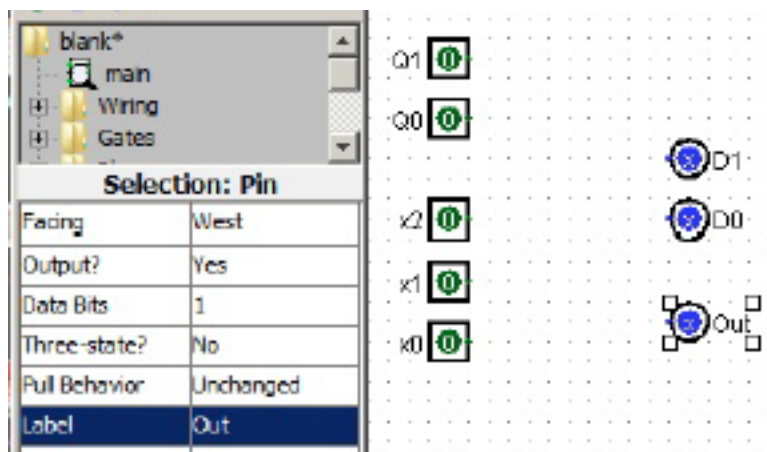 blank*
main
Wiring
Gates
Selection: Pin
Facing West
Output? Yes
Data Bits 1
Three-state? No
Pull Behavior Unchanged
Label Out
Q1 0
Q0 0
x2 0
x1 0
x0 0
x D1
x D0
x Out